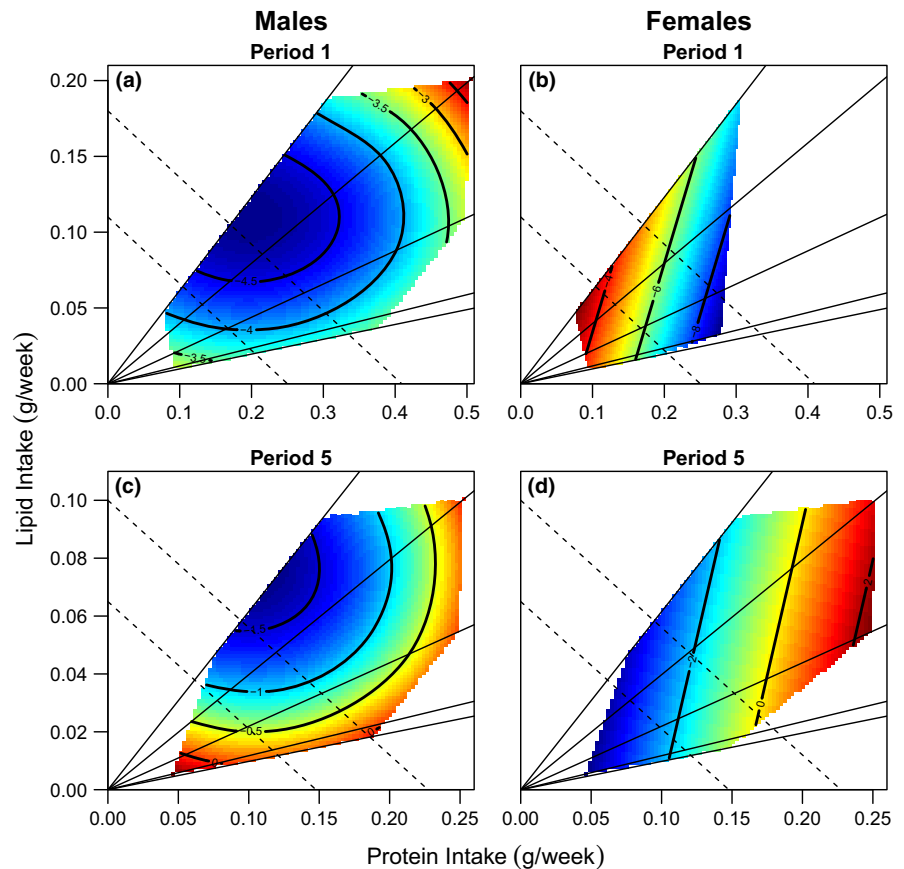 Males Females
Period 1 Period 1
(a) (b)
0.20
0.15
0.10
0.05
0.00
−3.5 −3
−4.5
−4
−3.5
−4 −6 −8
0.0 0.1 0.2 0.3 0.4 0.5
0.0 0.1 0.2 0.3 0.4 0.5
Period 5 Period 5
(c) (d)
0.10
0.08
0.06
0.04
0.02
0.00
−1
−0.5
0 0
−2 0 2
0.00 0.05 0.10 0.15 0.20 0.25
0.00 0.05 0.10 0.15 0.20 0.25
Lipid Intake (g/week)
Protein Intake (g/week)